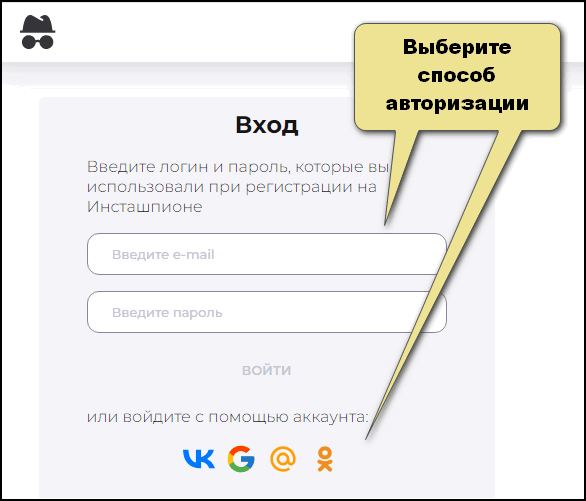 Выберите
способ
авторизации
Вход
Введите логин и пароль, которые вы
использовали при регистрации на
Инсташпионе
Введите e-mail
Введите пароль
ВОЙТИ
или войдите с помощью аккаунта: